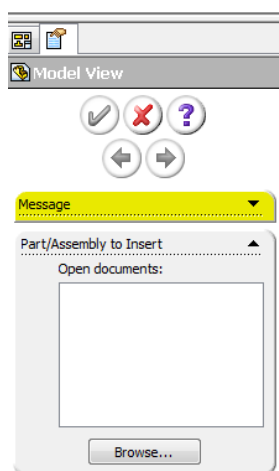 Model View
?
Message
Part/Assembly to Insert
Open documents:
Browse...